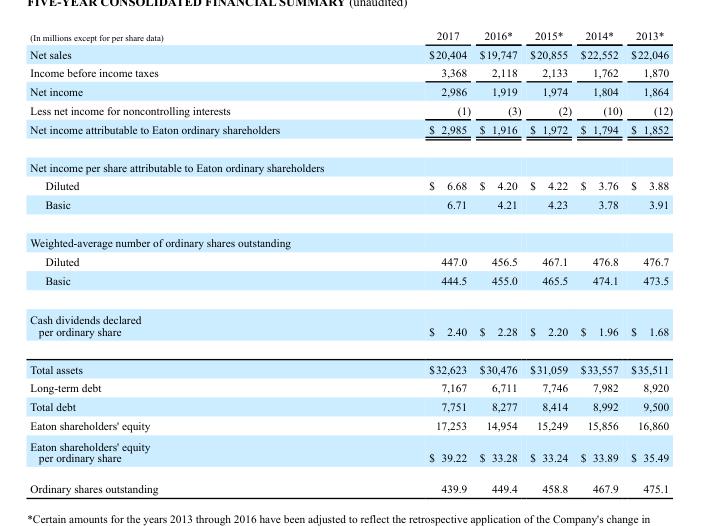 FIVE-YEAR CONSOLIDATED FINANCIAL SUMMARY (unaudited)
(In millions except for per share data) 2017 2016* 2015* 2014* 2013*
Net sales $20,404 $19,747 $20,855 $22,552 $22,046
Income before income taxes 3,368 2,118 2,133 1,762 1,870
Net income 2,986 1,919 1,974 1,804 1,864
Less net income for noncontrolling interests (1) (3) (2) (10) (12)
Net income attributable to Eaton ordinary shareholders $ 2,985 $ 1,916 $ 1,972 $ 1,794 $ 1,852
Net income per share attributable to Eaton ordinary shareholders
Diluted $ 6.68 $ 4.20 $ 4.22 $ 3.76 $ 3.88
Basic 6.71 4.21 4.23 3.78 3.91
Weighted-average number of ordinary shares outstanding
Diluted 447.0 456.5 467.1 476.8 476.7
Basic 444.5 455.0 465.5 474.1 473.5
Cash dividends declared
per ordinary share $ 2.40 $ 2.28 $ 2.20 $ 1.96 $ 1.68
Total assets $32,623 $30,476 $31,059 $33,557 $35,511
Long-term debt 7,167 6,711 7,746 7,982 8,920
Total debt 7,751 8,277 8,414 8,992 9,500
Eaton shareholders' equity 17,253 14,954 15,249 15,856 16,860
Eaton shareholders' equity
per ordinary share $ 39.22 $ 33.28 $ 33.24 $ 33.89 $ 35.49
Ordinary shares outstanding 439.9 449.4 458.8 467.9 475.1
*Certain amounts for the years 2013 through 2016 have been adjusted to reflect the retrospective application of the Company's change in